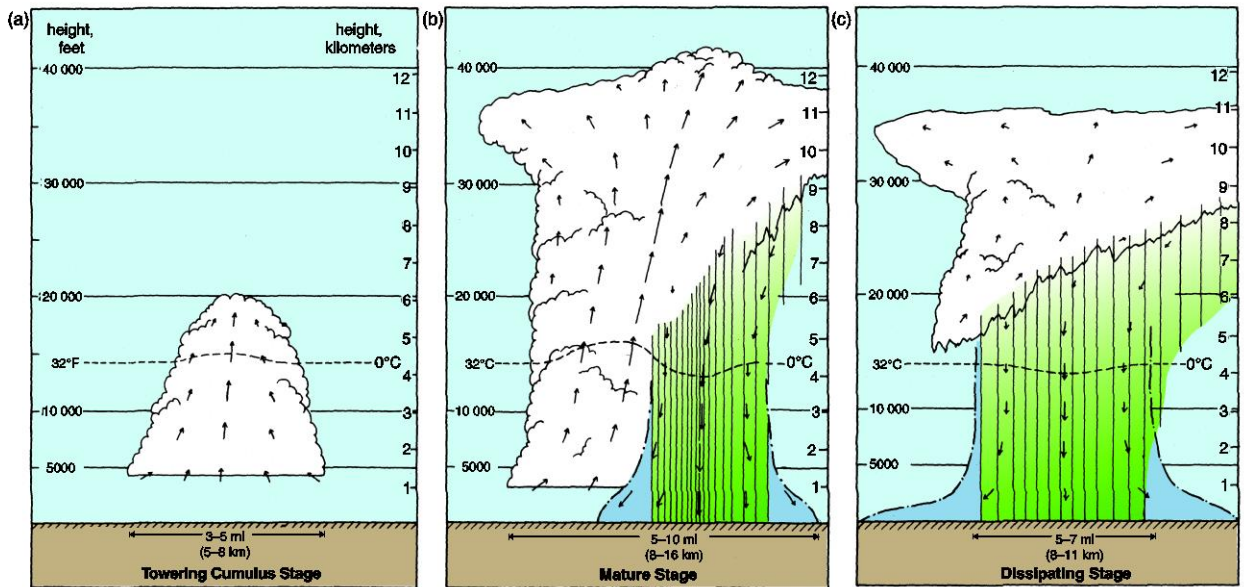 (a)
height,
feet
height,
kilometers
40 000
30 000
20 000
32°F
10 000
5000
12
11
10
9
8
7
6
5
0°C
4
3
2
1
3–5 ml
(5–8 km)
Towering Cumulus Stage
(b)
40 000
30 000
20 000
32°C
10 000
5000
12
11
10
9
8
7
6
5
0°C
4
3
2
1
5–10 ml
(8–16 km)
Mature Stage
(c)
40 000
30 000
20 000
32°C
10 000
5000
12
11
10
9
8
7
6
5
0°C
4
3
2
1
5–7 ml
(8–11 km)
Dissipating Stage